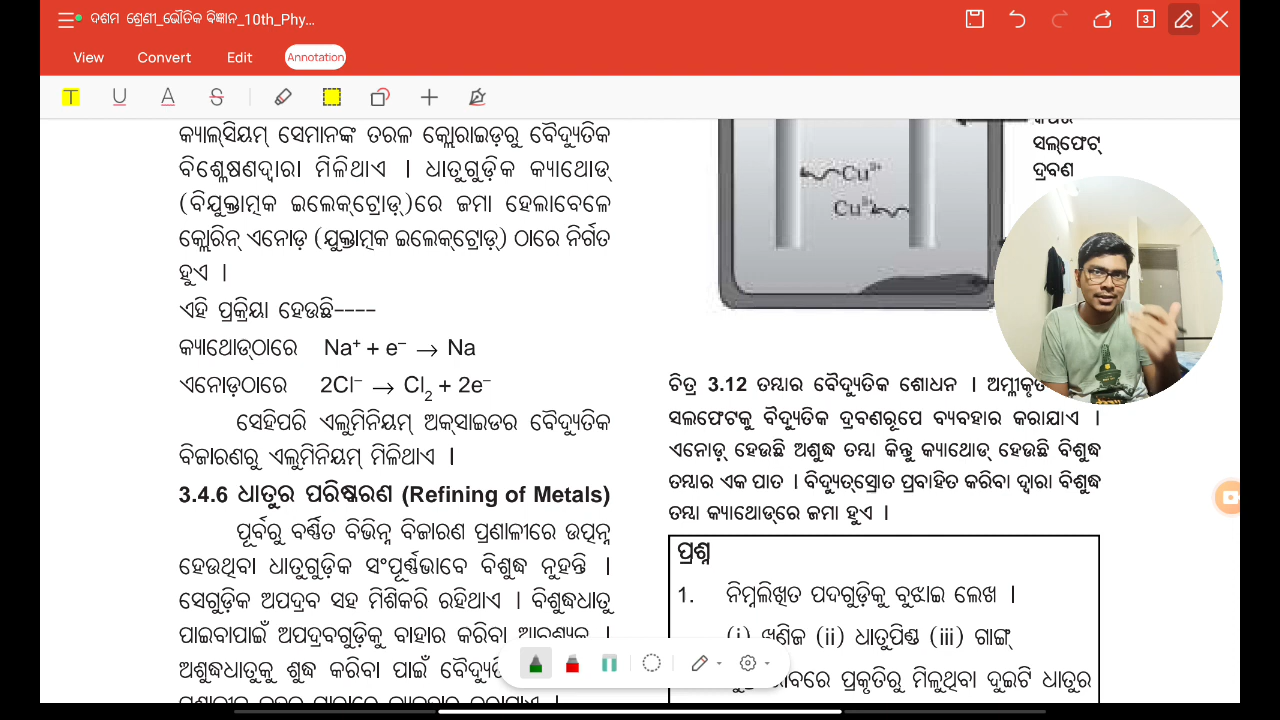 ଦଶମ ଶ୍ରେଣୀ_ଭୌତିକ ବିଜ୍ଞାନ_10th_Phy...
3
View Convert Edit Annotation
T U A S
କ୍ୟାଲ୍‌ସିୟମ୍ ସେମାନଙ୍କ ତରଳ କ୍ଲୋରାଇଡ଼ରୁ ବୈଦ୍ୟୁତିକ
ବିଶ୍ଳେଷଣଦ୍ୱାରା ମିଳିଥାଏ । ଧାତୁଗୁଡ଼ିକ କ୍ୟାଥୋଡ୍
(ବିଯୁକ୍ତାତ୍ମକ ଇଲେକ୍‌ଟ୍ରୋଡ୍)ରେ ଜମା ହେଲାବେଳେ
କ୍ଲୋରିନ୍ ଏନୋଡ଼ (ଯୁକ୍ତାତ୍ମକ ଇଲେକ୍‌ଟ୍ରୋଡ୍) ଠାରେ ନିର୍ଗତ
ହୁଏ ।
ଏହି ପ୍ରକ୍ରିୟା ହେଉଛି----
କ୍ୟାଥୋଡ୍‌ଠାରେ Na⁺ + e⁻ → Na
ଏନୋଡ଼ଠାରେ 2Cl⁻ → Cl₂ + 2e⁻
ସେହିପରି ଏଲୁମିନିୟମ୍ ଅକ୍‌ସାଇଡର ବୈଦ୍ୟୁତିକ
ବିଜାରଣରୁ ଏଲୁମିନିୟମ୍ ମିଳିଥାଏ ।
3.4.6 ଧାତୁର ପରିଷ୍କରଣ (Refining of Metals)
ପୂର୍ବରୁ ବର୍ଣ୍ଣିତ ବିଭିନ୍ନ ବିଜାରଣ ପ୍ରଣାଳୀରେ ଉତ୍ପନ୍ନ
ହେଉଥିବା ଧାତୁଗୁଡ଼ିକ ସଂପୂର୍ଣ୍ଣଭାବେ ବିଶୁଦ୍ଧ ନୁହନ୍ତି ।
ସେଗୁଡ଼ିକ ଅପଦ୍ରବ ସହ ମିଶିକରି ରହିଥାଏ । ବିଶୁଦ୍ଧଧାତୁ
ପାଇବାପାଇଁ ଅପଦ୍ରବଗୁଡ଼ିକୁ ବାହାର କରିବା ଆବଶ୍ୟକ ।
ଅଶୁଦ୍ଧଧାତୁକୁ ଶୁଦ୍ଧ କରିବା ପାଇଁ
ସଲ୍‌ଫେଟ୍
ଦ୍ରବଣ
Cu²⁺
Cu²⁺
ଚିତ୍ର 3.12 ତମ୍ବାର ବୈଦ୍ୟୁତିକ ଶୋଧନ । ଅମ୍ଳୀକୃତ
ସଲଫେଟକୁ ବିଦ୍ୟୁତିକ ଦ୍ରବଣରୂପେ ବ୍ୟବହାର କରାଯାଏ ।
ଏନୋଡ୍ ହେଉଛି ଅଶୁଦ୍ଧ ତମ୍ବା କିନ୍ତୁ କ୍ୟାଥୋଡ୍ ହେଉଛି ବିଶୁଦ୍ଧ
ତମ୍ବାର ଏକ ପାତ । ବିଦ୍ୟୁତ୍‌ସ୍ରୋତ ପ୍ରବାହିତ କରିବା ଦ୍ୱାରା ବିଶୁଦ୍ଧ
ତମ୍ବା କ୍ୟାଥୋଡ୍‌ରେ ଜମା ହୁଏ ।
ପ୍ରଶ୍ନ
1. ନିମ୍ନଲିଖିତ ପଦଗୁଡ଼ିକୁ ବୁଝାଇ ଲେଖ ।
(i) ଖଣିଜ (ii) ଧାତୁପିଣ୍ଡ (iii) ଗାଙ୍ଗ୍
ପ୍ରକୃତିରୁ ମିଳୁଥିବା ଦୁଇଟି ଧାତୁର